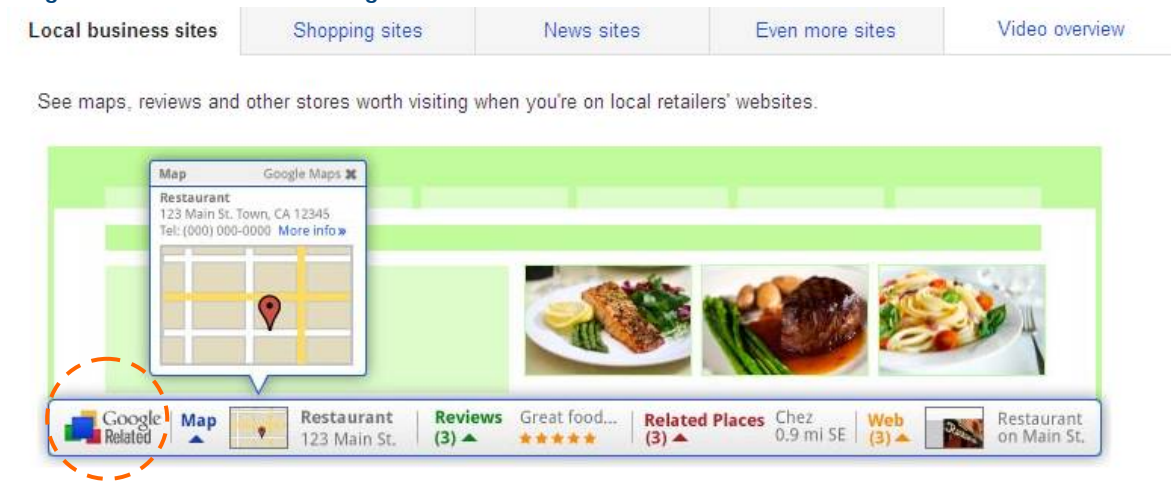 Local business sites
Shopping sites
News sites
Even more sites
Video overview
See maps, reviews and other stores worth visiting when you're on local retailers' websites.
Map
Google Maps ✖
Restaurant
123 Main St. Town, CA 12345
Tel: (000) 000-0000 More info »
Google
Related
Map
Restaurant
123 Main St.
Reviews
(3)
Great food...
★★★★★
Related Places
(3)
Chez
0.9 mi SE
Web
(3)
Restaurant
on Main St.